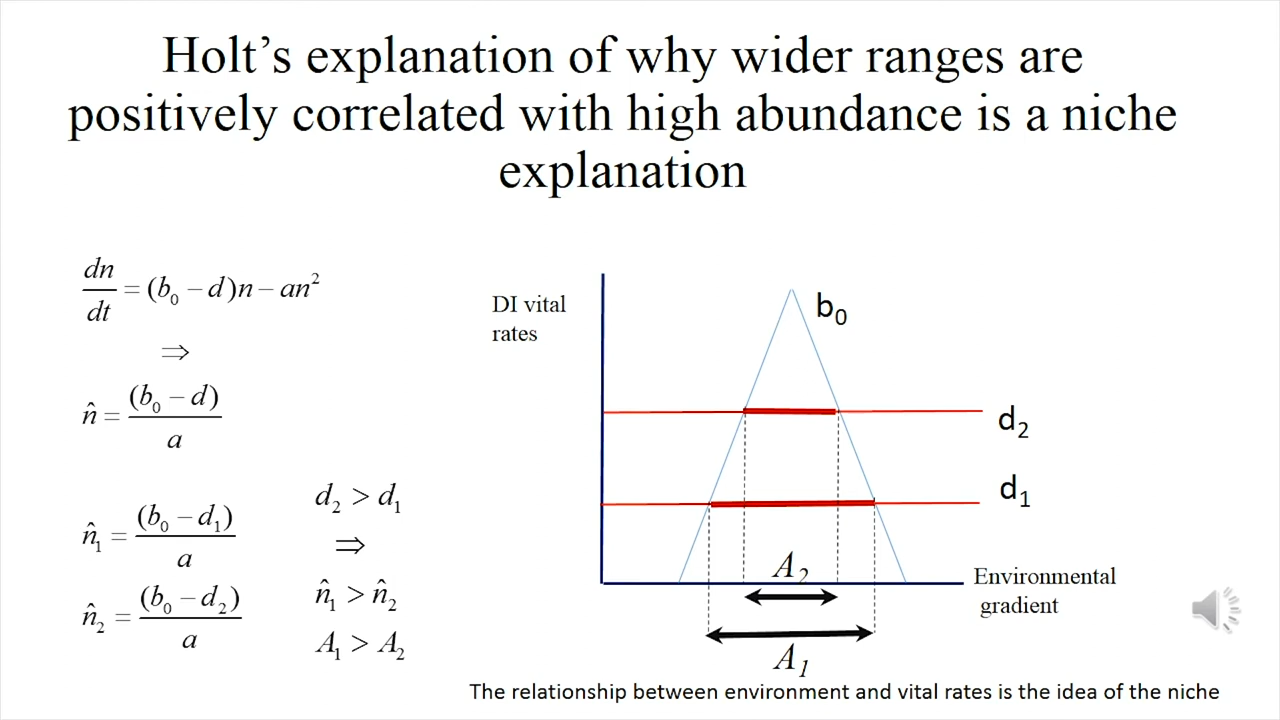 Holt’s explanation of why wider ranges are
positively correlated with high abundance is a niche
explanation
dn/dt = (b₀ − d)n − an²
⇒
n̂ = (b₀ − d)/a
n̂₁ = (b₀ − d₁)/a
n̂₂ = (b₀ − d₂)/a
d₂ > d₁
⇒
n̂₁ > n̂₂
A₁ > A₂
DI vital
rates
b₀
d₂
d₁
A₂
Environmental
gradient
A₁
The relationship between environment and vital rates is the idea of the niche